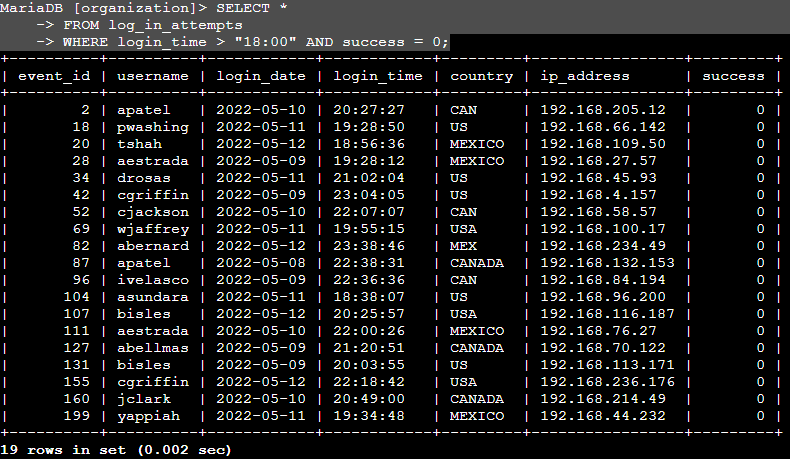 MariaDB [organization]> SELECT *
    -> FROM log_in_attempts
    -> WHERE login_time > "18:00" AND success = 0;
+----------+----------+------------+------------+---------+-----------------+---------+
| event_id | username | login_date | login_time | country | ip_address      | success |
+----------+----------+------------+------------+---------+-----------------+---------+
|        2 | apatel   | 2022-05-10 | 20:27:27   | CAN     | 192.168.205.12  |       0 |
|       18 | pwashing | 2022-05-11 | 19:28:50   | US      | 192.168.66.142  |       0 |
|       20 | tshah    | 2022-05-12 | 18:56:36   | MEXICO  | 192.168.109.50  |       0 |
|       28 | aestrada | 2022-05-09 | 19:28:12   | MEXICO  | 192.168.27.57   |       0 |
|       34 | drosas   | 2022-05-11 | 21:02:04   | US      | 192.168.45.93   |       0 |
|       42 | cgriffin | 2022-05-09 | 23:04:05   | US      | 192.168.4.157   |       0 |
|       52 | cjackson | 2022-05-10 | 22:07:07   | CAN     | 192.168.58.57   |       0 |
|       69 | wjaffrey | 2022-05-11 | 19:55:15   | USA     | 192.168.100.17  |       0 |
|       82 | abernard | 2022-05-12 | 23:38:46   | MEX     | 192.168.234.49  |       0 |
|       87 | apatel   | 2022-05-08 | 22:38:31   | CANADA  | 192.168.132.153 |       0 |
|       96 | ivelasco | 2022-05-09 | 22:36:36   | CAN     | 192.168.84.194  |       0 |
|      104 | asundara | 2022-05-11 | 18:38:07   | US      | 192.168.96.200  |       0 |
|      107 | bisles   | 2022-05-12 | 20:25:57   | USA     | 192.168.116.187 |       0 |
|      111 | aestrada | 2022-05-10 | 22:00:26   | MEXICO  | 192.168.76.27   |       0 |
|      127 | abellmas | 2022-05-09 | 21:20:51   | CANADA  | 192.168.70.122  |       0 |
|      131 | bisles   | 2022-05-09 | 20:03:55   | US      | 192.168.113.171 |       0 |
|      155 | cgriffin | 2022-05-12 | 22:18:42   | USA     | 192.168.236.176 |       0 |
|      160 | jclark   | 2022-05-10 | 20:49:00   | CANADA  | 192.168.214.49  |       0 |
|      199 | yappiah  | 2022-05-11 | 19:34:48   | MEXICO  | 192.168.44.232  |       0 |
+----------+----------+------------+------------+---------+-----------------+---------+
19 rows in set (0.002 sec)